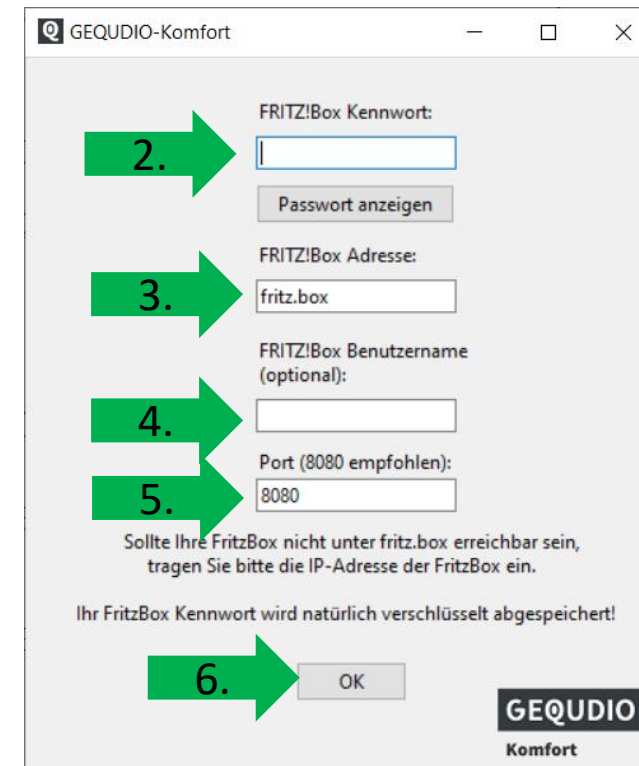 GEQUDIO-Komfort
FRITZ!Box Kennwort:
2.
Passwort anzeigen
FRITZ!Box Adresse:
3. fritz.box
FRITZ!Box Benutzername
(optional):
4.
Port (8080 empfohlen):
5. 8080
Sollte Ihre FritzBox nicht unter fritz.box erreichbar sein,
tragen Sie bitte die IP-Adresse der FritzBox ein.
Ihr FritzBox Kennwort wird natürlich verschlüsselt abgespeichert!
6. OK
GEQUDIO
Komfort